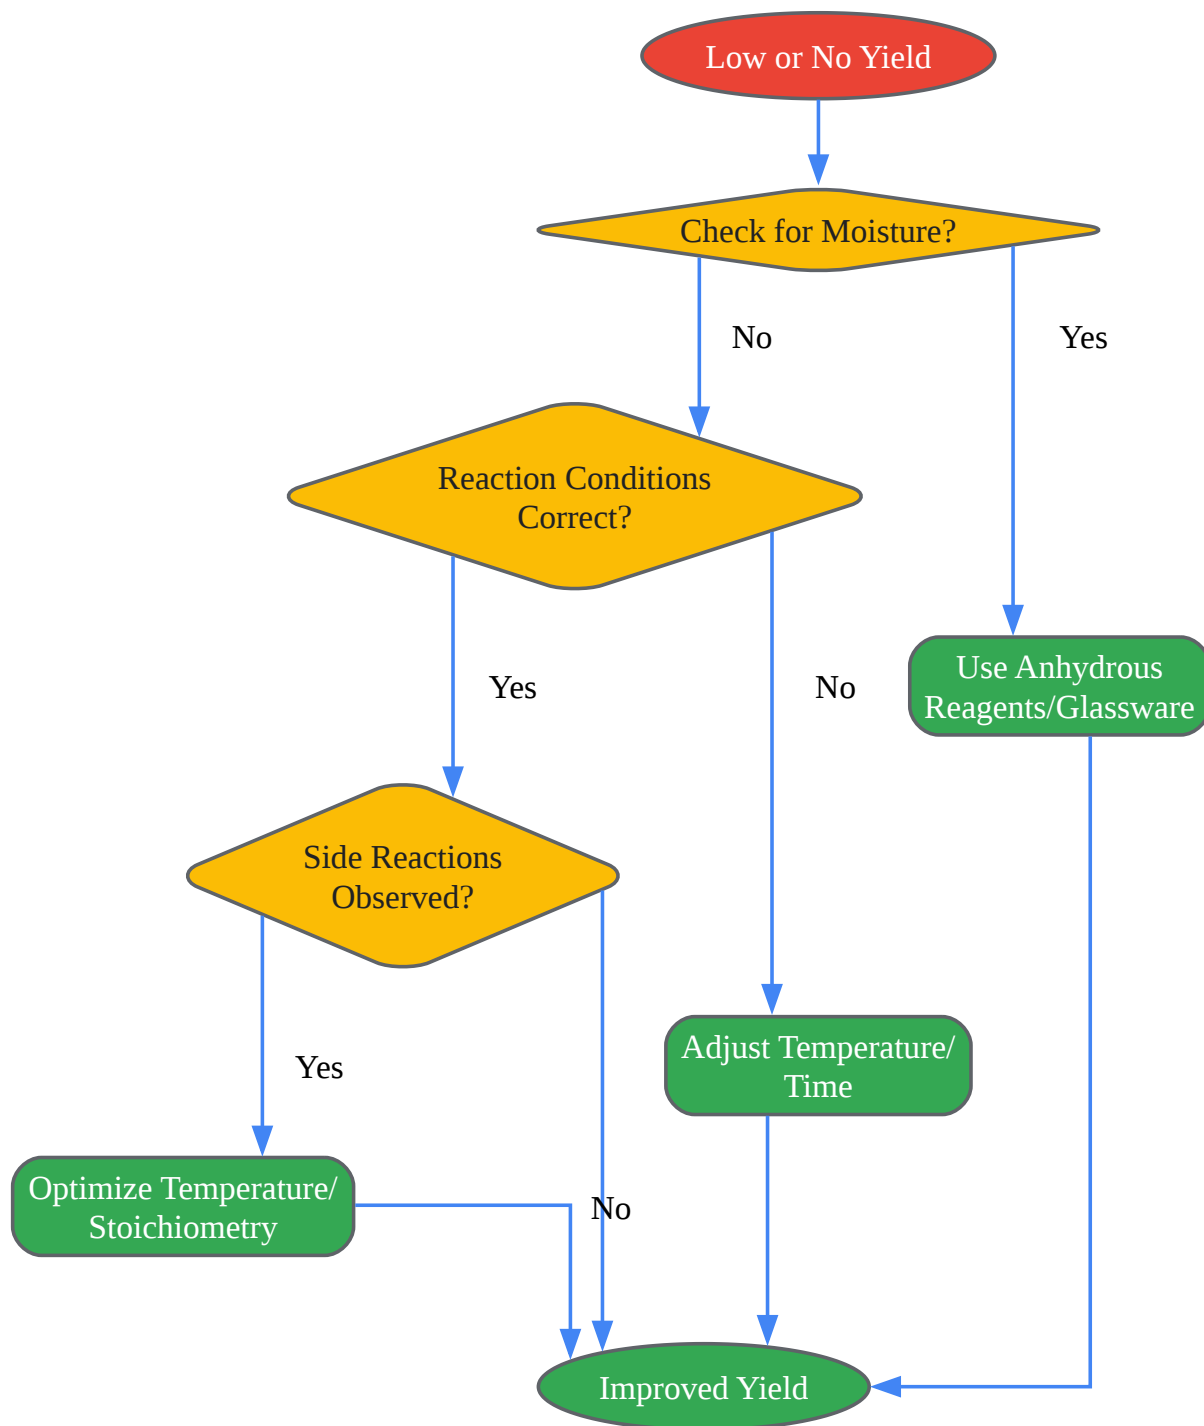 Low or No Yield
Check for Moisture?
No
Yes
Reaction Conditions
Correct?
Yes
No
Use Anhydrous
Reagents/Glassware
Side Reactions
Observed?
Yes
Adjust Temperature/
Time
Optimize Temperature/
Stoichiometry
No
Improved Yield